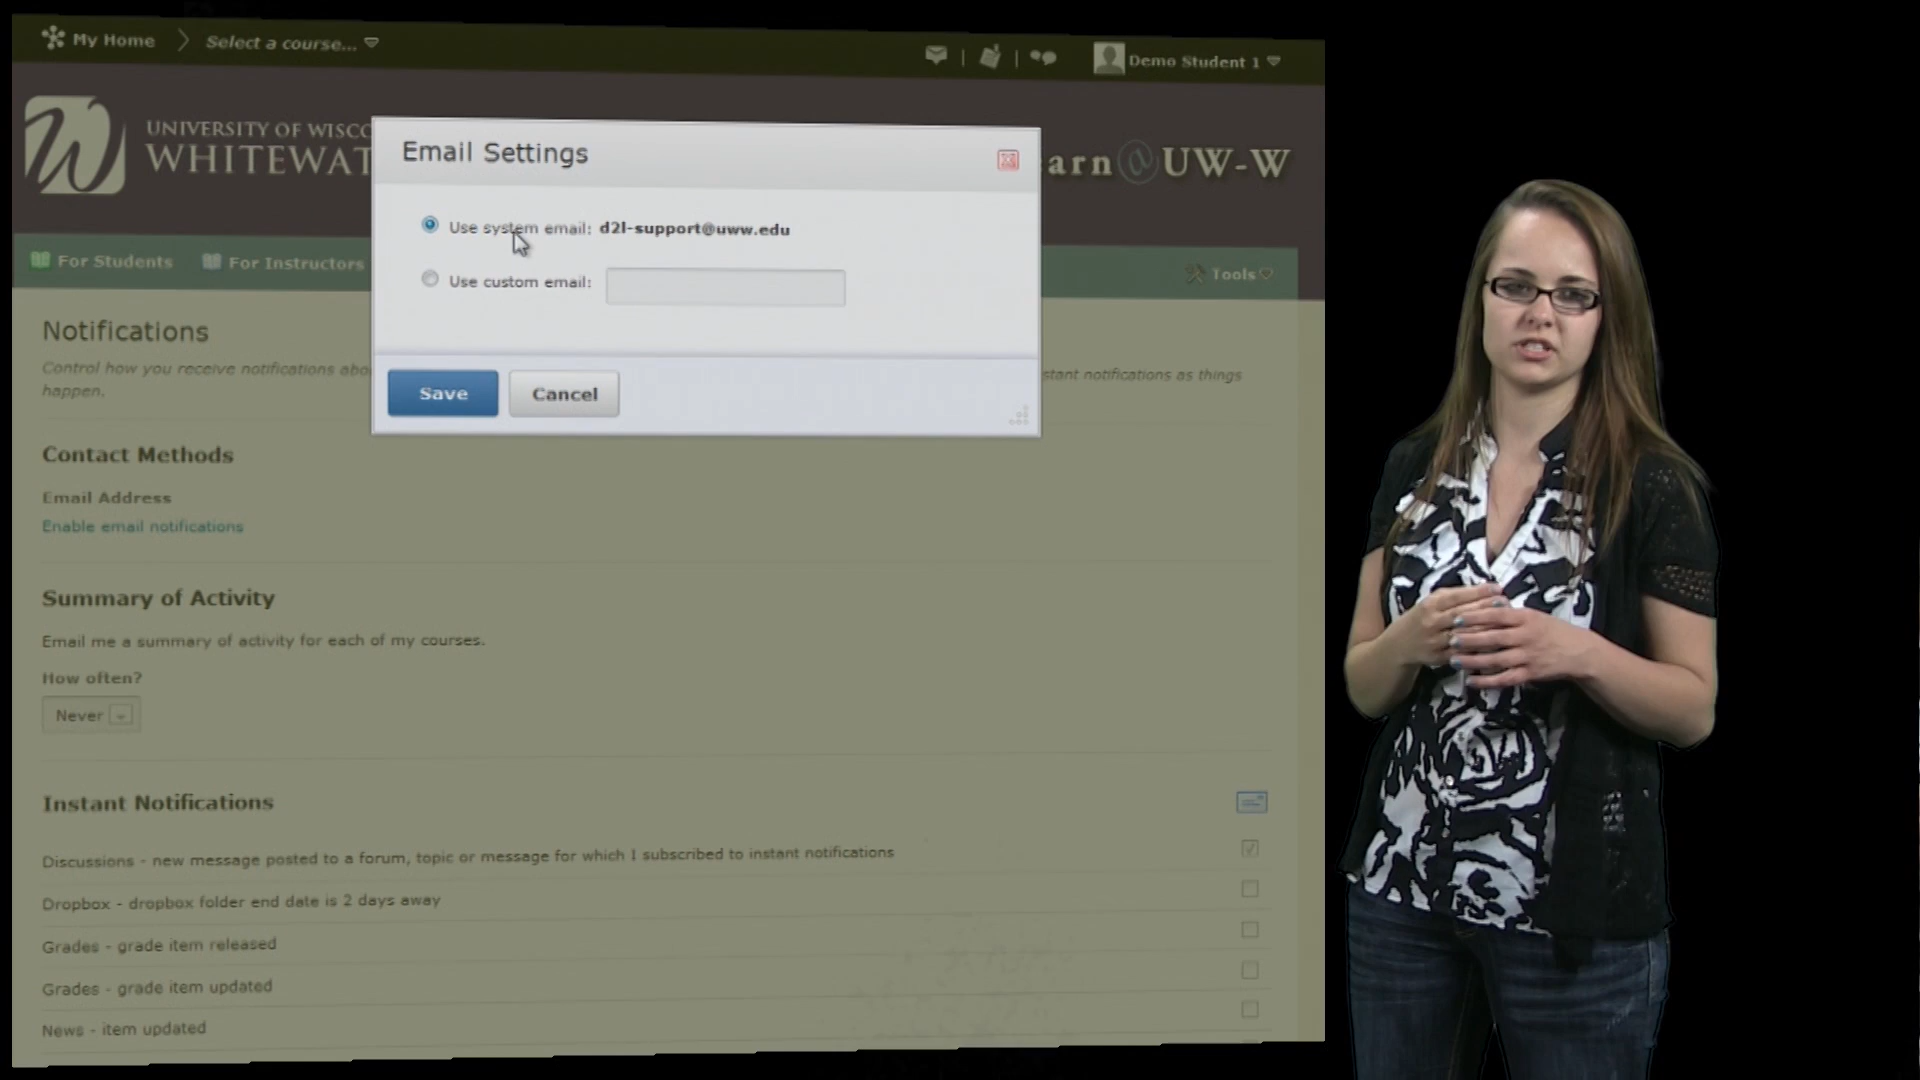 My Home
Select a course...
Demo Student 1
UNIVERSITY OF WISCO
WHITEWAT
arn@UW-W
Email Settings
Use system email: d2l-support@uww.edu
Use custom email:
Save
Cancel
For Students
For Instructors
Tools
Notifications
Control how you receive notifications abo
stant notifications as things
happen.
Contact Methods
Email Address
Enable email notifications
Summary of Activity
Email me a summary of activity for each of my courses.
How often?
Never
Instant Notifications
Discussions - new message posted to a forum, topic or message for which I subscribed to instant notifications
Dropbox - dropbox folder end date is 2 days away
Grades - grade item released
Grades - grade item updated
News - item updated